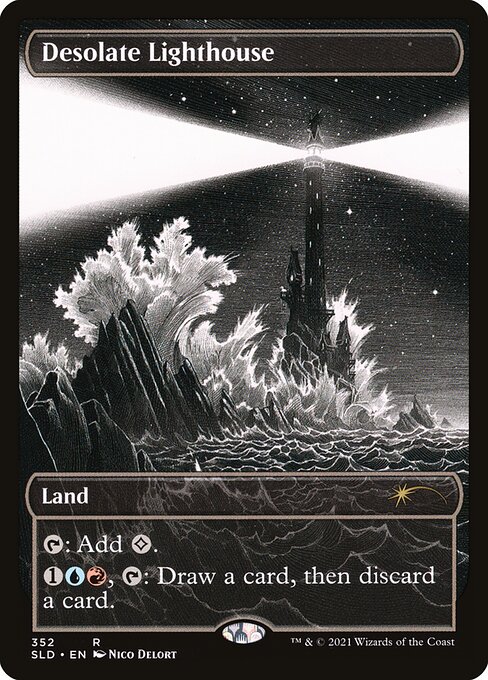 Desolate Lighthouse
Land
: Add .
1, : Draw a card, then discard
a card.
352 R
SLD • EN Nico Delort
™ & © 2021 Wizards of the Coast